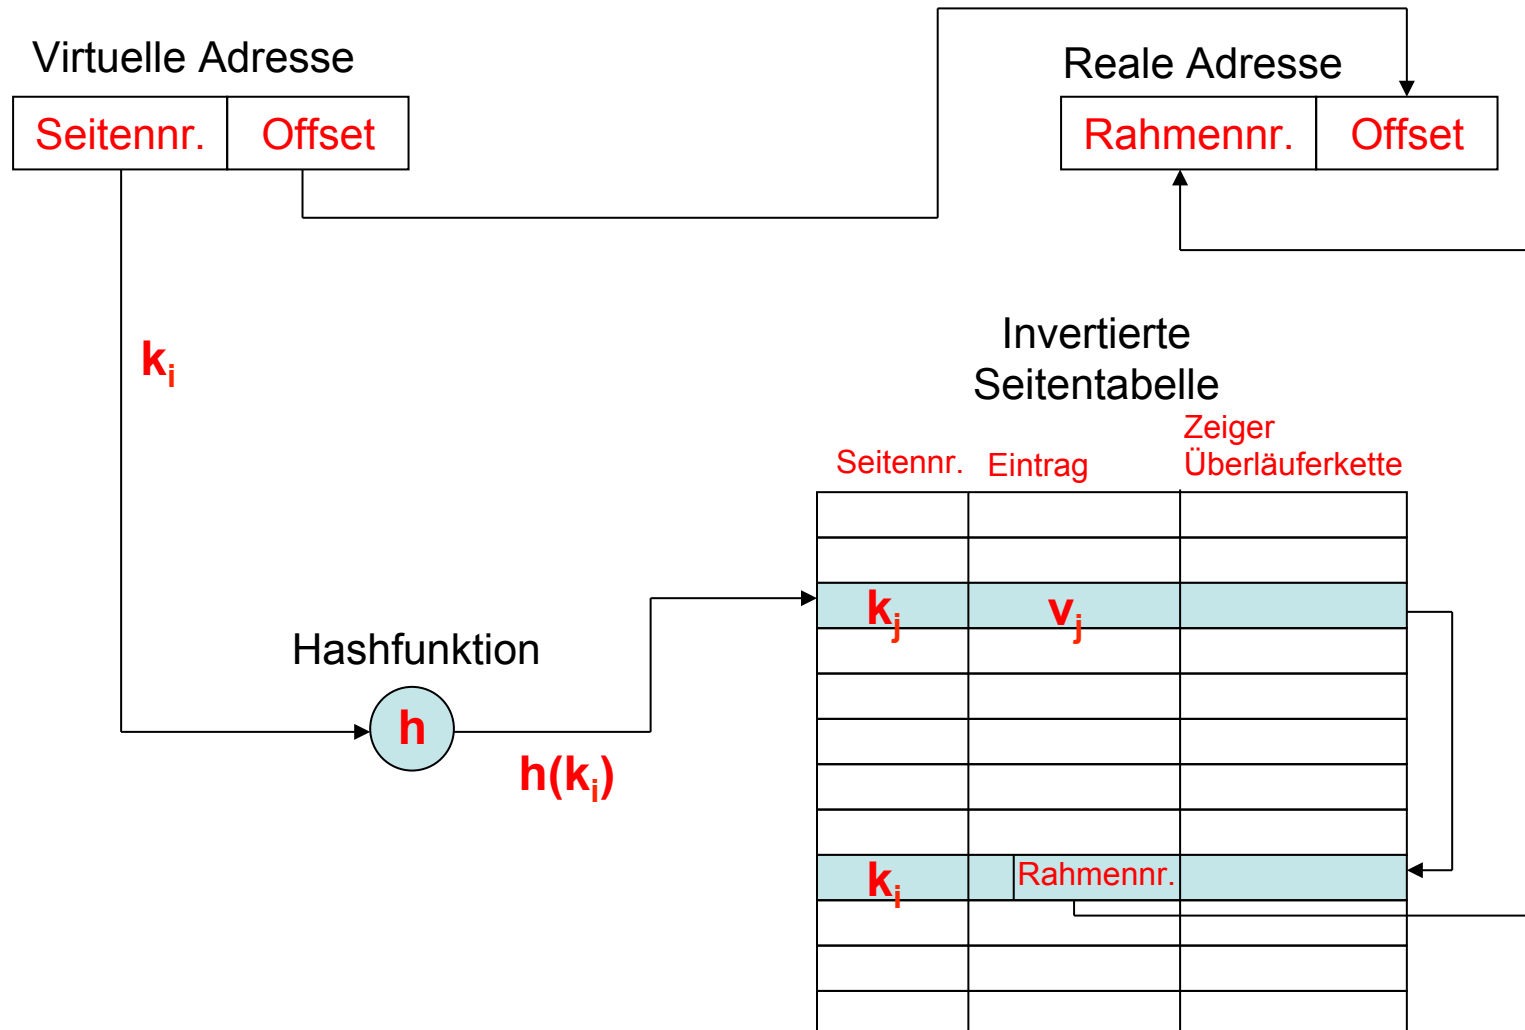 Virtuelle Adresse
Seitennr. Offset
Reale Adresse
Rahmennr. Offset
kᵢ
Invertierte
Seitentabelle
Seitennr. Eintrag Zeiger
Überläuferkette
kⱼ vⱼ
Hashfunktion
h
h(kᵢ)
kᵢ Rahmennr.